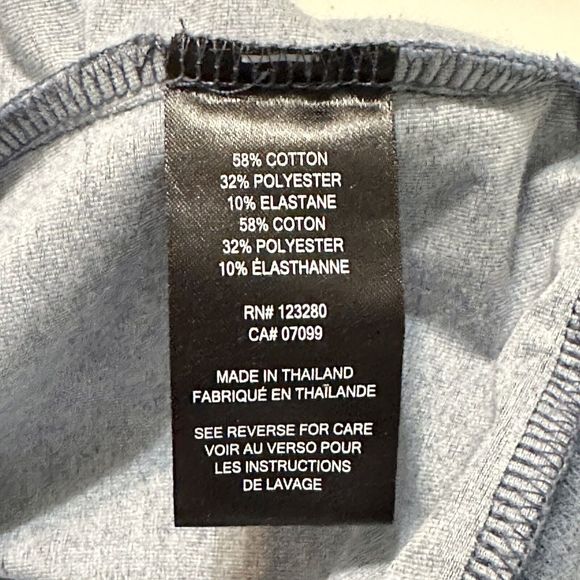 58% COTTON
32% POLYESTER
10% ELASTANE
58% COTON
32% POLYESTER
10% ÉLASTHANNE
RN# 123280
CA# 07099
MADE IN THAILAND
FABRIQUÉ EN THAÏLANDE
SEE REVERSE FOR CARE
VOIR AU VERSO POUR
LES INSTRUCTIONS
DE LAVAGE